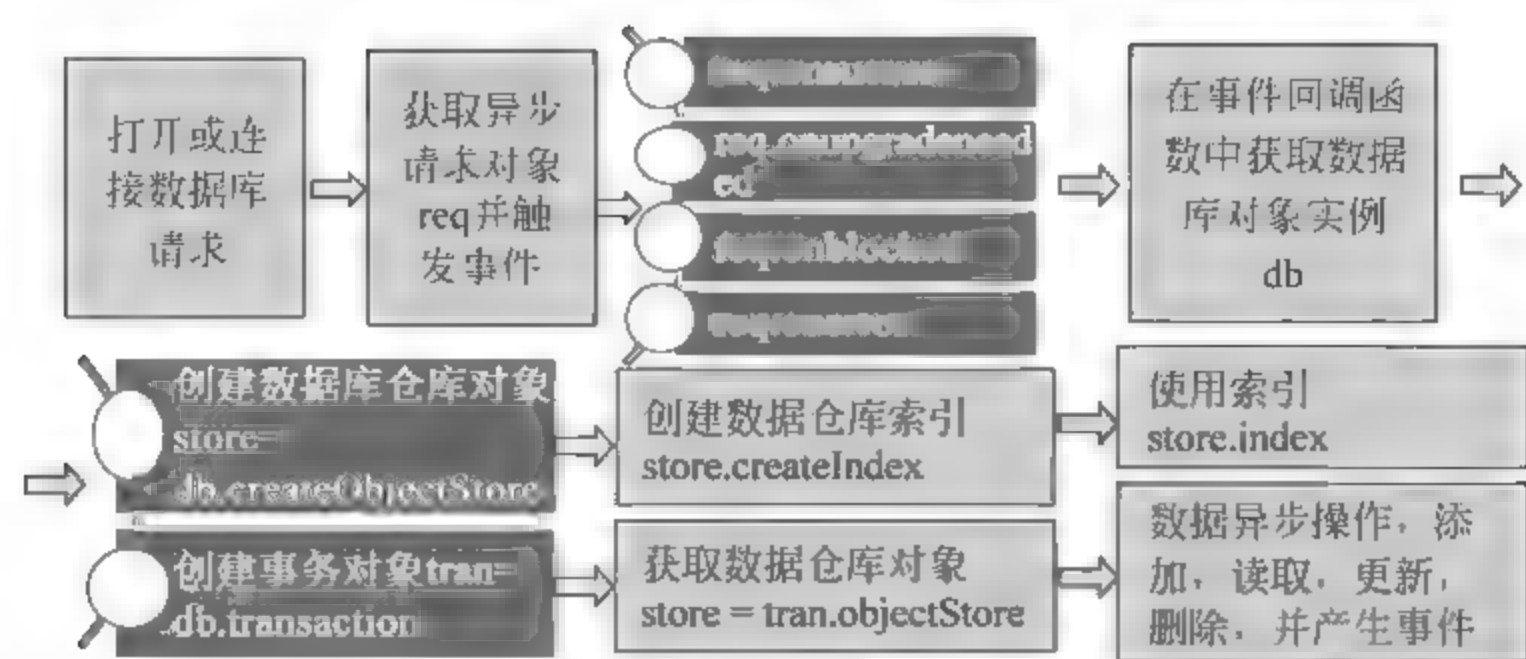 打开或连
接数据库
请求
获取异步
请求对象
req并触
发事件
req.onupgradeneed
ed
在事件回调函
数中获取数据
库对象实例
db
创建数据库仓库对象
store=
db.createObjectStore
创建数据仓库索引
store.createIndex
使用索引
store.index
创建事务对象tran=
db.transaction
获取数据仓库对象
store = tran.objectStore
数据异步操作，添
加，读取，更新，
删除，并产生事件